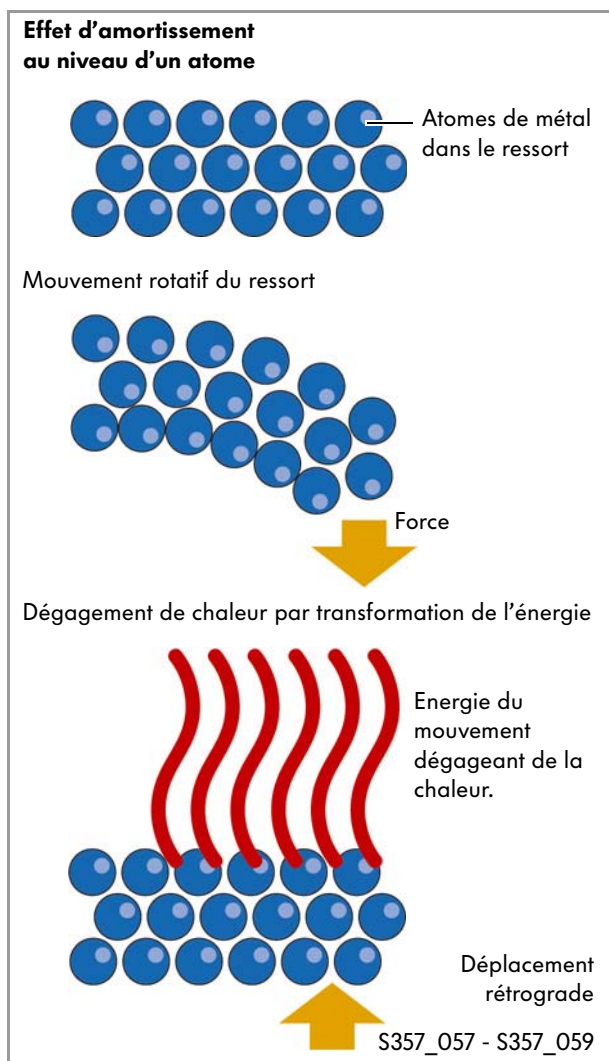 Effet d’amortissement
au niveau d’un atome
Atomes de métal
dans le ressort
Mouvement rotatif du ressort
Force
Dégagement de chaleur par transformation de l’énergie
Energie du
mouvement
dégageant de la
chaleur.
Déplacement
rétrograde
S357_057 - S357_059